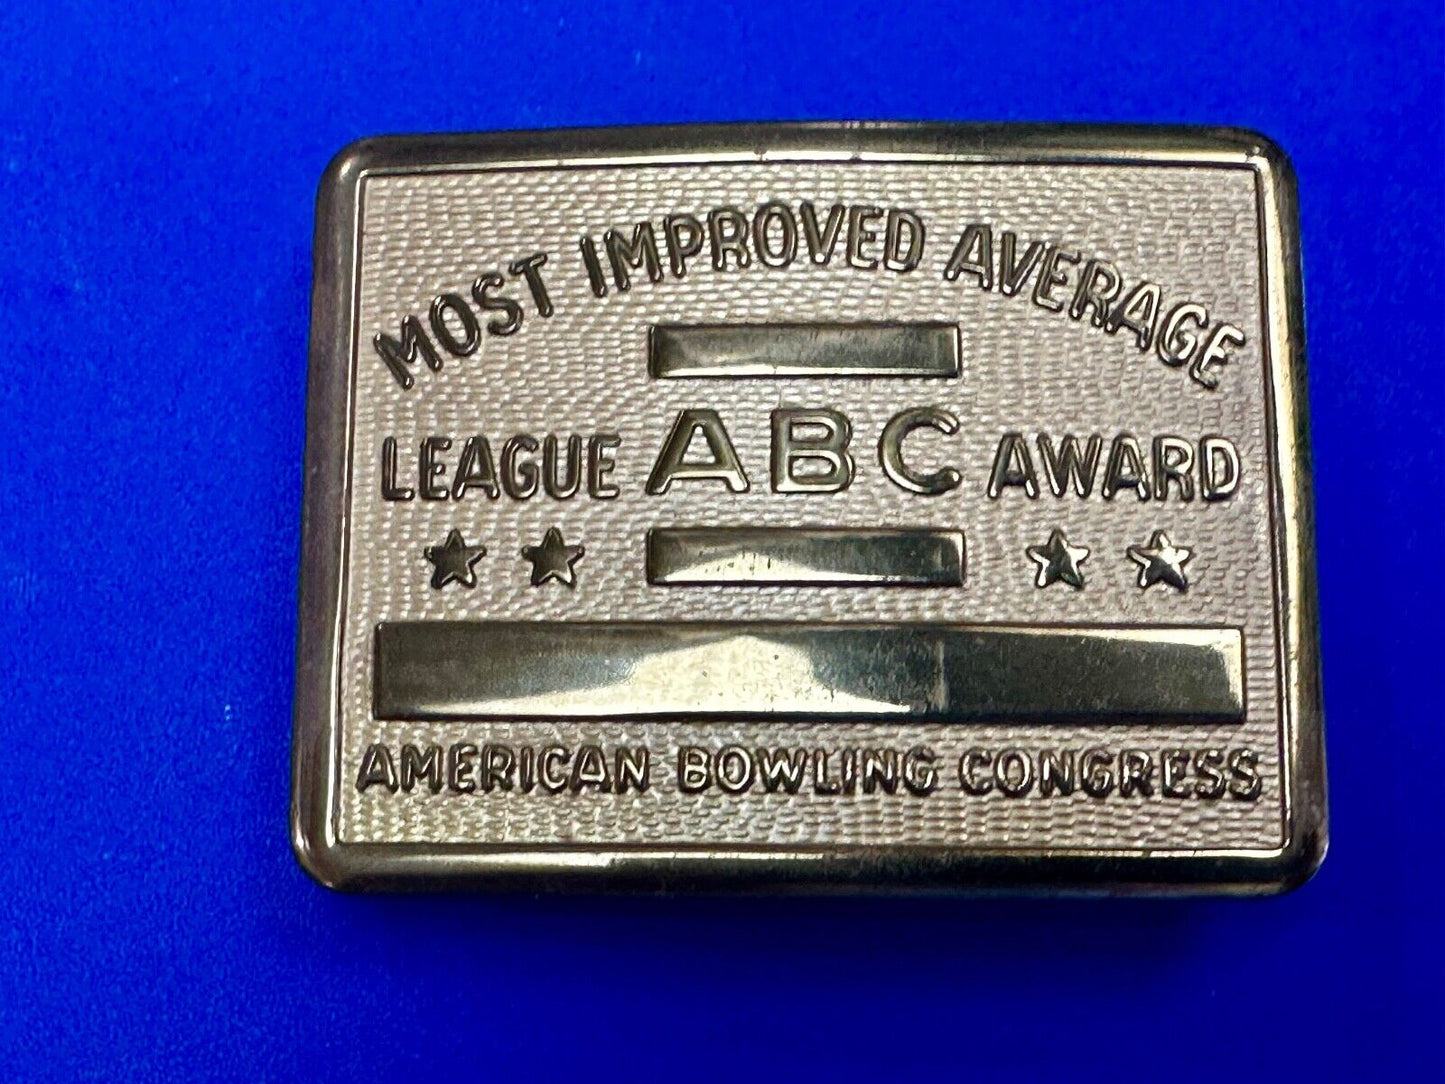 MOST IMPROVED AVERAGE
LEAGUE ABC AWARD
AMERICAN BOWLING CONGRESS